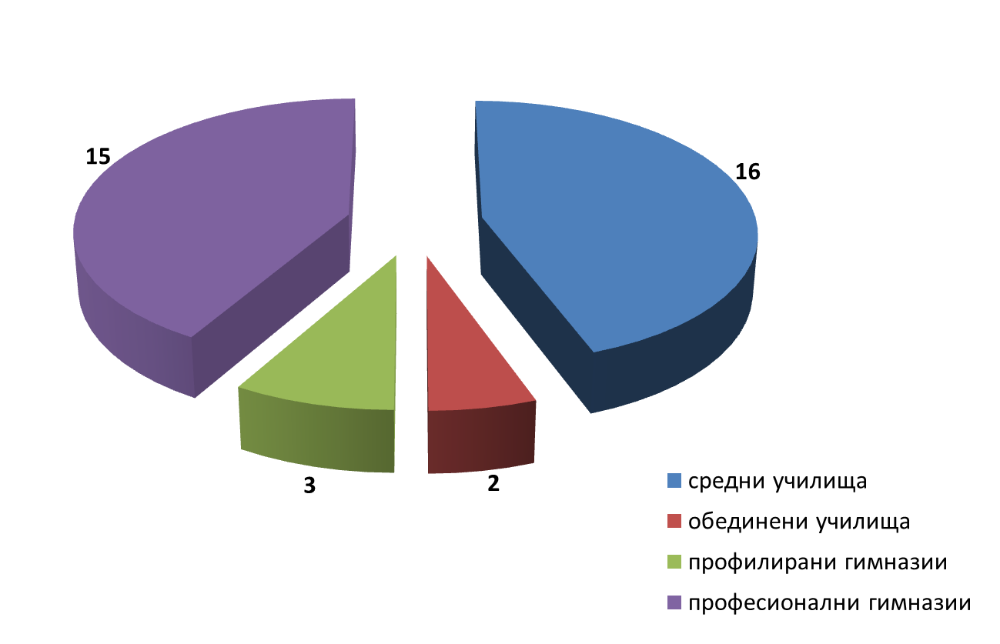 15
16
3
2
средни училища
обединени училища
профилирани гимназии
професионални гимназии